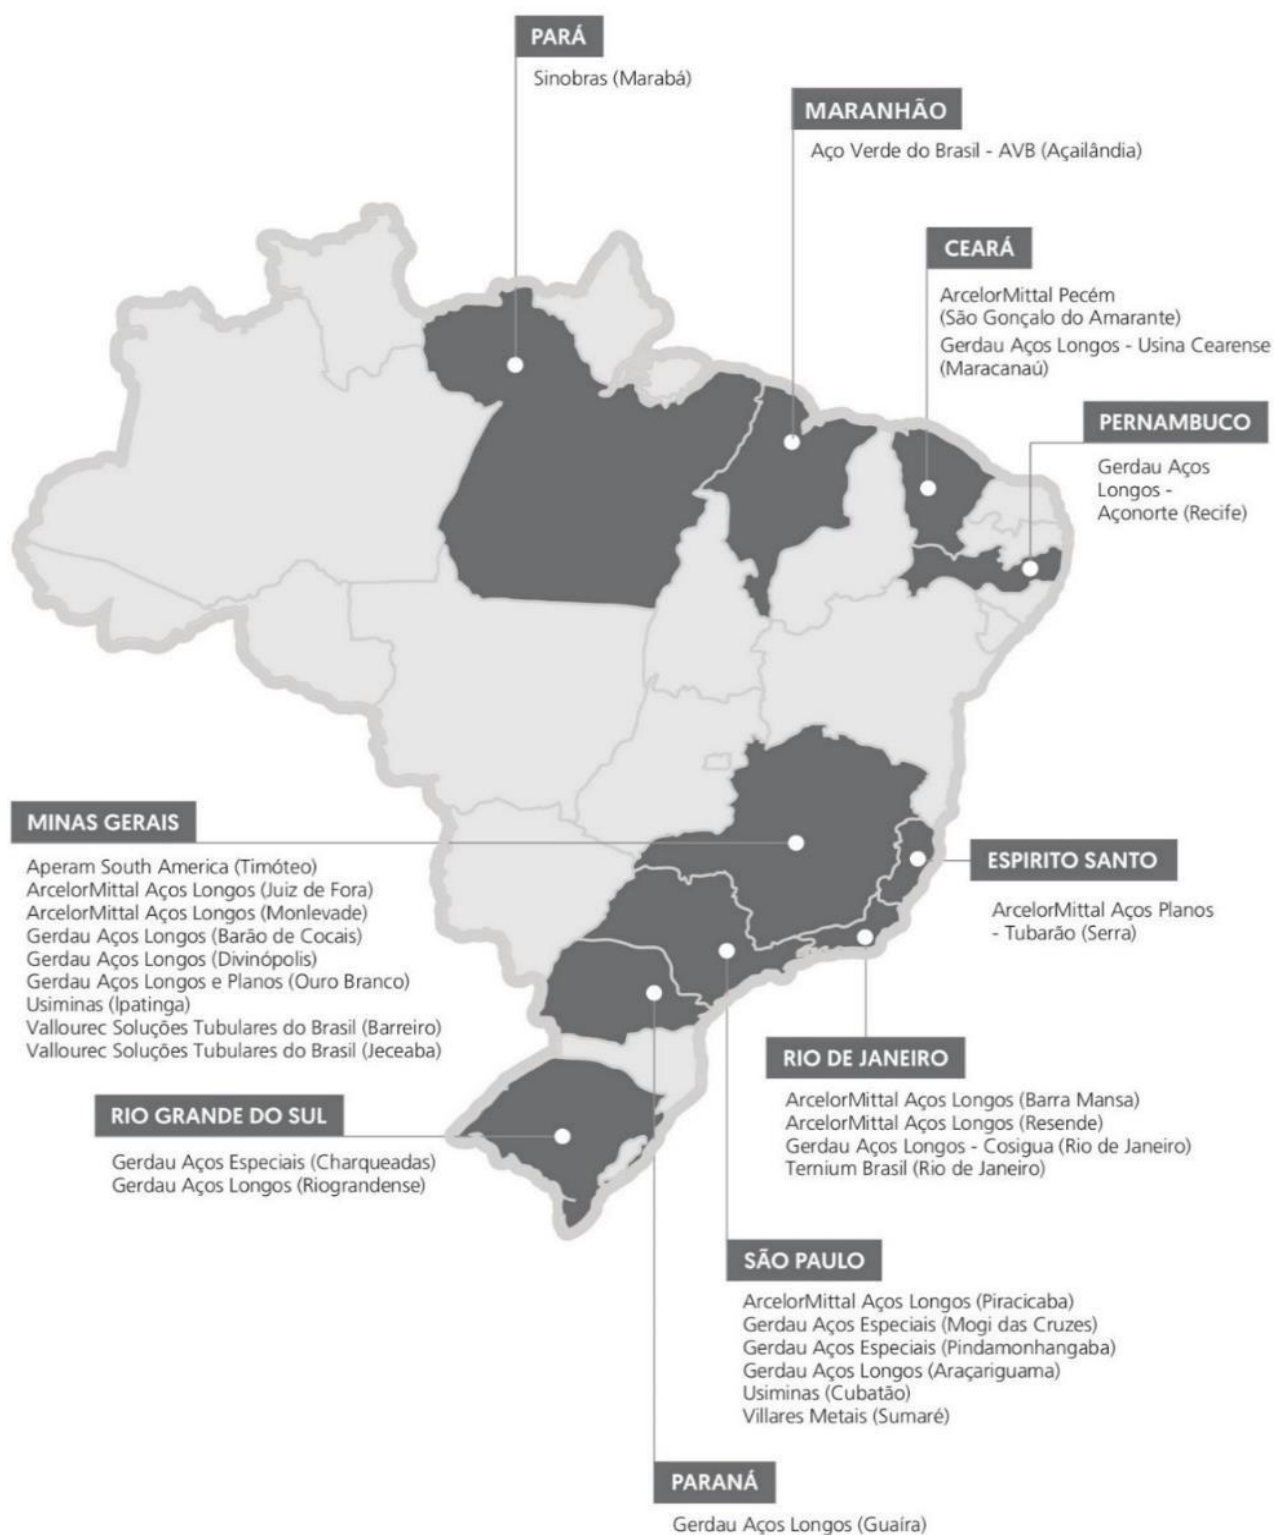 PARÁ
Sinobras (Marabá)
MARANHÃO
Aço Verde do Brasil - AVB (Açailândia)
CEARÁ
ArcelorMittal Pecém
(São Gonçalo do Amarante)
Gerdau Aços Longos - Usina Cearense
(Maracanaú)
PERNAMBUCO
Gerdau Aços
Longos -
Açonorte (Recife)
MINAS GERAIS
Aperam South America (Timóteo)
ArcelorMittal Aços Longos (Juiz de Fora)
ArcelorMittal Aços Longos (Monlevade)
Gerdau Aços Longos (Barão de Cocais)
Gerdau Aços Longos (Divinópolis)
Gerdau Aços Longos e Planos (Ouro Branco)
Usiminas (Ipatinga)
Vallourec Soluções Tubulares do Brasil (Barreiro)
Vallourec Soluções Tubulares do Brasil (Jeceaba)
ESPIRITO SANTO
ArcelorMittal Aços Planos
- Tubarão (Serra)
RIO DE JANEIRO
ArcelorMittal Aços Longos (Barra Mansa)
ArcelorMittal Aços Longos (Resende)
Gerdau Aços Longos - Cosigua (Rio de Janeiro)
Ternium Brasil (Rio de Janeiro)
RIO GRANDE DO SUL
Gerdau Aços Especiais (Charqueadas)
Gerdau Aços Longos (Riograndense)
SÃO PAULO
ArcelorMittal Aços Longos (Piracicaba)
Gerdau Aços Especiais (Mogi das Cruzes)
Gerdau Aços Especiais (Pindamonhangaba)
Gerdau Aços Longos (Araçariguama)
Usiminas (Cubatão)
Villares Metais (Sumaré)
PARANÁ
Gerdau Aços Longos (Guaíra)